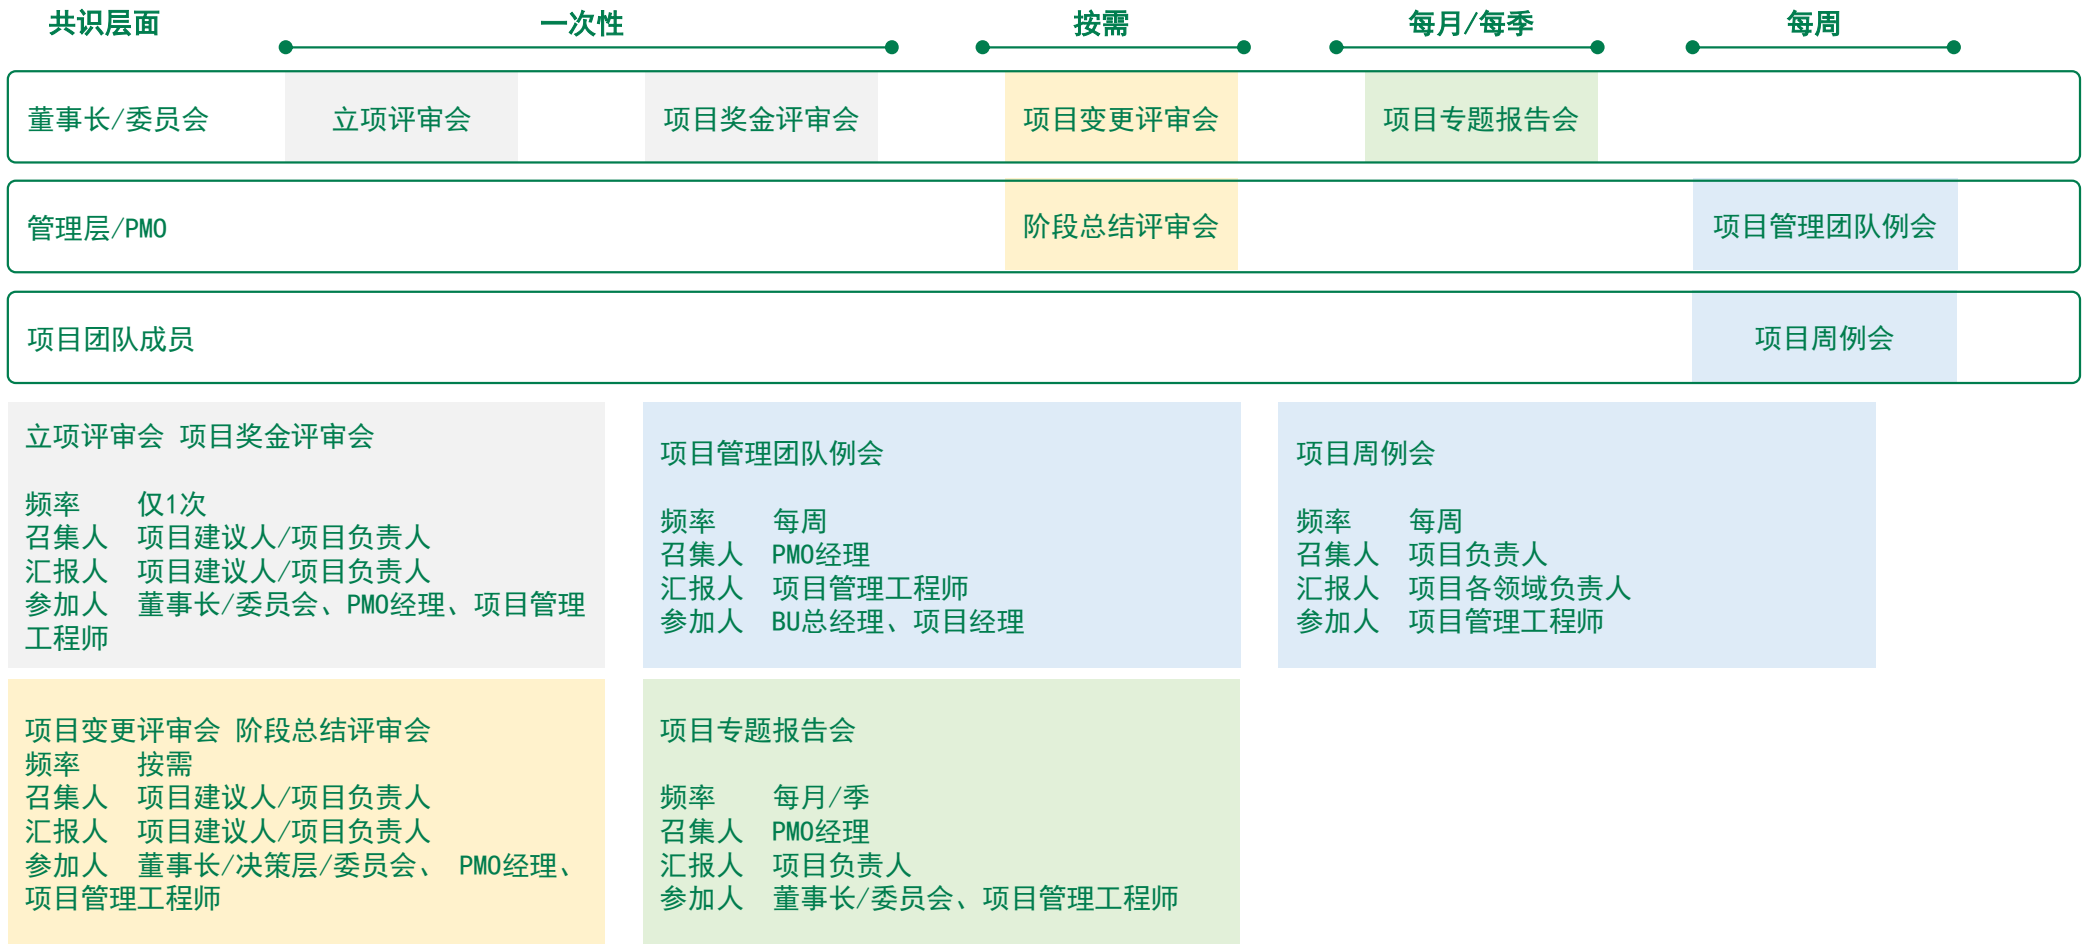 共识层面 一次性 按需 每月/每季 每周
董事长/委员会 立项评审会 项目奖金评审会 项目变更评审会 项目专题报告会
管理层/PMO 阶段总结评审会 项目管理团队例会
项目团队成员 项目周例会
立项评审会 项目奖金评审会
频率 仅1次
召集人 项目建议人/项目负责人
汇报人 项目建议人/项目负责人
参加人 董事长/委员会、PMO经理、项目管理
工程师
项目管理团队例会
频率 每周
召集人 PMO经理
汇报人 项目管理工程师
参加人 BU总经理、项目经理
项目周例会
频率 每周
召集人 项目负责人
汇报人 项目各领域负责人
参加人 项目管理工程师
项目变更评审会 阶段总结评审会
频率 按需
召集人 项目建议人/项目负责人
汇报人 项目建议人/项目负责人
参加人 董事长/决策层/委员会、 PMO经理、
项目管理工程师
项目专题报告会
频率 每月/季
召集人 PMO经理
汇报人 项目负责人
参加人 董事长/委员会、项目管理工程师